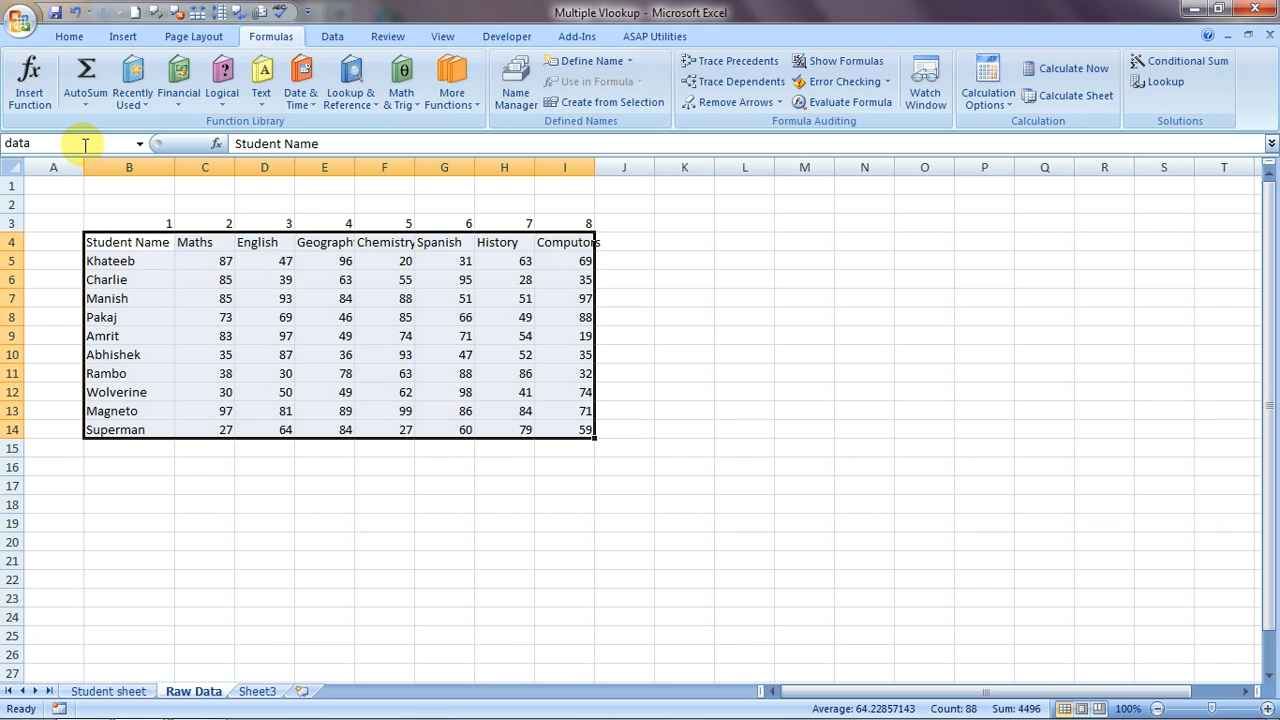 Multiple Vlookup - Microsoft Excel
Home Insert Page Layout Formulas Data Review View Developer Add-Ins ASAP Utilities
Insert Function
AutoSum
Recently Used
Financial
Logical
Text
Date & Time
Lookup & Reference
Math & Trig
More Functions
Function Library
Name Manager
Define Name
Use in Formula
Create from Selection
Defined Names
Trace Precedents
Trace Dependents
Remove Arrows
Show Formulas
Error Checking
Evaluate Formula
Watch Window
Formula Auditing
Calculation Options
Calculate Now
Calculate Sheet
Calculation
Conditional Sum
Lookup
Solutions
data fx Student Name
A B C D E F G H I J K L M N O P Q R S T
1
2
3 1 2 3 4 5 6 7 8
4 Student Name Maths English Geograph Chemistry Spanish History Computors
5 Khateeb 87 47 96 20 31 63 69
6 Charlie 85 39 63 55 95 28 35
7 Manish 85 93 84 88 51 51 97
8 Pakaj 73 69 46 85 66 49 88
9 Amrit 83 97 49 74 71 54 19
10 Abhishek 35 87 36 93 47 52 35
11 Rambo 38 30 78 63 88 86 32
12 Wolverine 30 50 49 62 98 41 74
13 Magneto 97 81 89 99 86 84 71
14 Superman 27 64 84 27 60 79 59
15
16
17
18
19
20
21
22
23
24
25
26
27
Student sheet Raw Data Sheet3
Ready Average: 64.22857143 Count: 88 Sum: 4496 100%